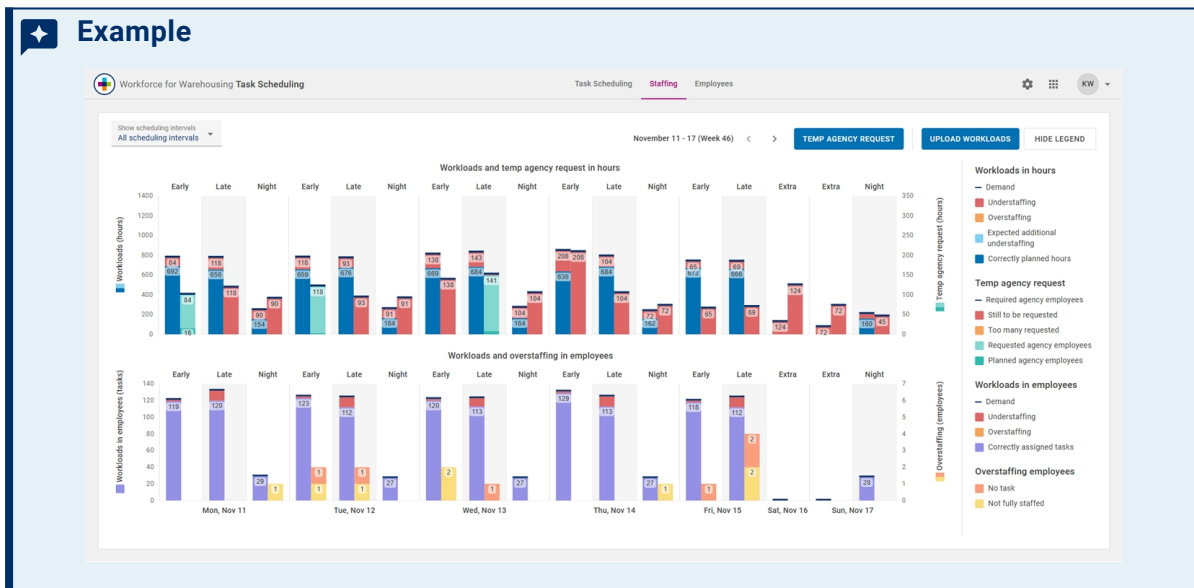 Example
Workforce for Warehousing Task Scheduling
Task Scheduling Staffing Employees
KW
Show scheduling intervals
All scheduling intervals
November 11 - 17 (Week 46)
TEMP AGENCY REQUEST
UPLOAD WORKLOADS
HIDE LEGEND
Workloads and temp agency request in hours
Early Late Night Early Late Night Early Late Night Early Late Night Early Late Extra Extra Night
Workloads (hours)
1400
1200
1000
800
600
400
200
0
84 692 84 16
118 656 118
90 154 90
118 659 118
93 676 93
91 164 91
138 669 138
143 684 141
104 164 104
208 636 208
104 684 104
72 162 72
65 672 65
69 666 69
124 124
72 72
160 45
350
300
250
200
150
100
50
0
Temp agency request (hours)
Workloads and overstaffing in employees
Early Late Night Early Late Night Early Late Night Early Late Night Early Late Extra Extra Night
Workloads in employees (tasks)
140
120
100
80
60
40
20
0
119
120
29 1
123 1 1
112 1 1
27
120 2
113 1
27
129
113
27 1
118 1
112 2 2
28
7
6
5
4
3
2
1
0
Overstaffing (employees)
Mon, Nov 11 Tue, Nov 12 Wed, Nov 13 Thu, Nov 14 Fri, Nov 15 Sat, Nov 16 Sun, Nov 17
Workloads in hours
Demand
Understaffing
Overstaffing
Expected additional
understaffing
Correctly planned hours
Temp agency request
Required agency employees
Still to be requested
Too many requested
Requested agency employees
Planned agency employees
Workloads in employees
Demand
Understaffing
Overstaffing
Correctly assigned tasks
Overstaffing employees
No task
Not fully staffed